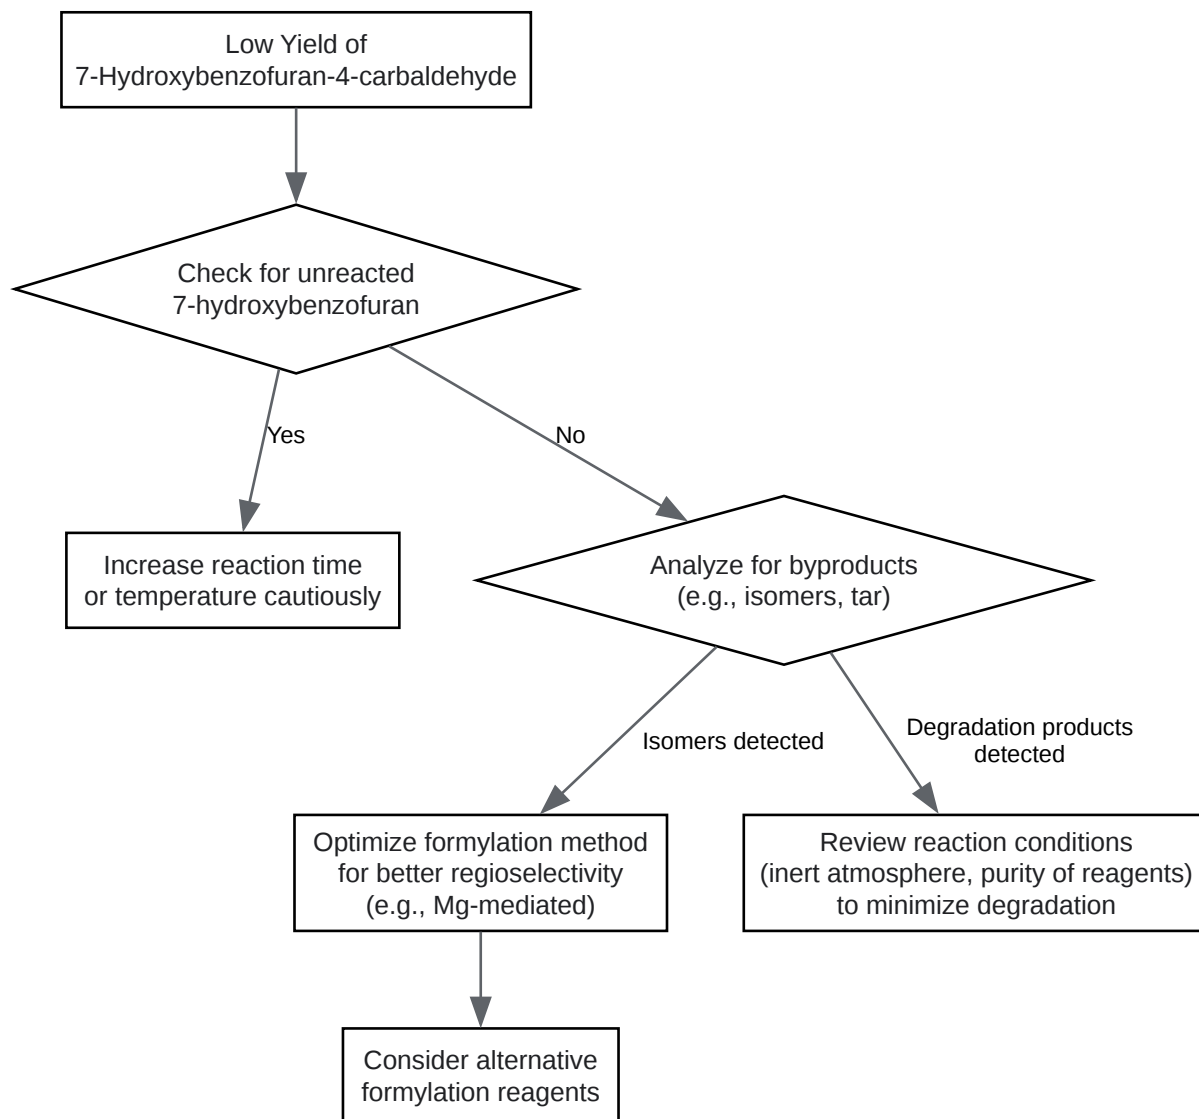 Low Yield of
7-Hydroxybenzofuran-4-carbaldehyde
Check for unreacted
7-hydroxybenzofuran
Yes
No
Increase reaction time
or temperature cautiously
Analyze for byproducts
(e.g., isomers, tar)
Isomers detected
Degradation products
detected
Optimize formylation method
for better regioselectivity
(e.g., Mg-mediated)
Review reaction conditions
(inert atmosphere, purity of reagents)
to minimize degradation
Consider alternative
formylation reagents